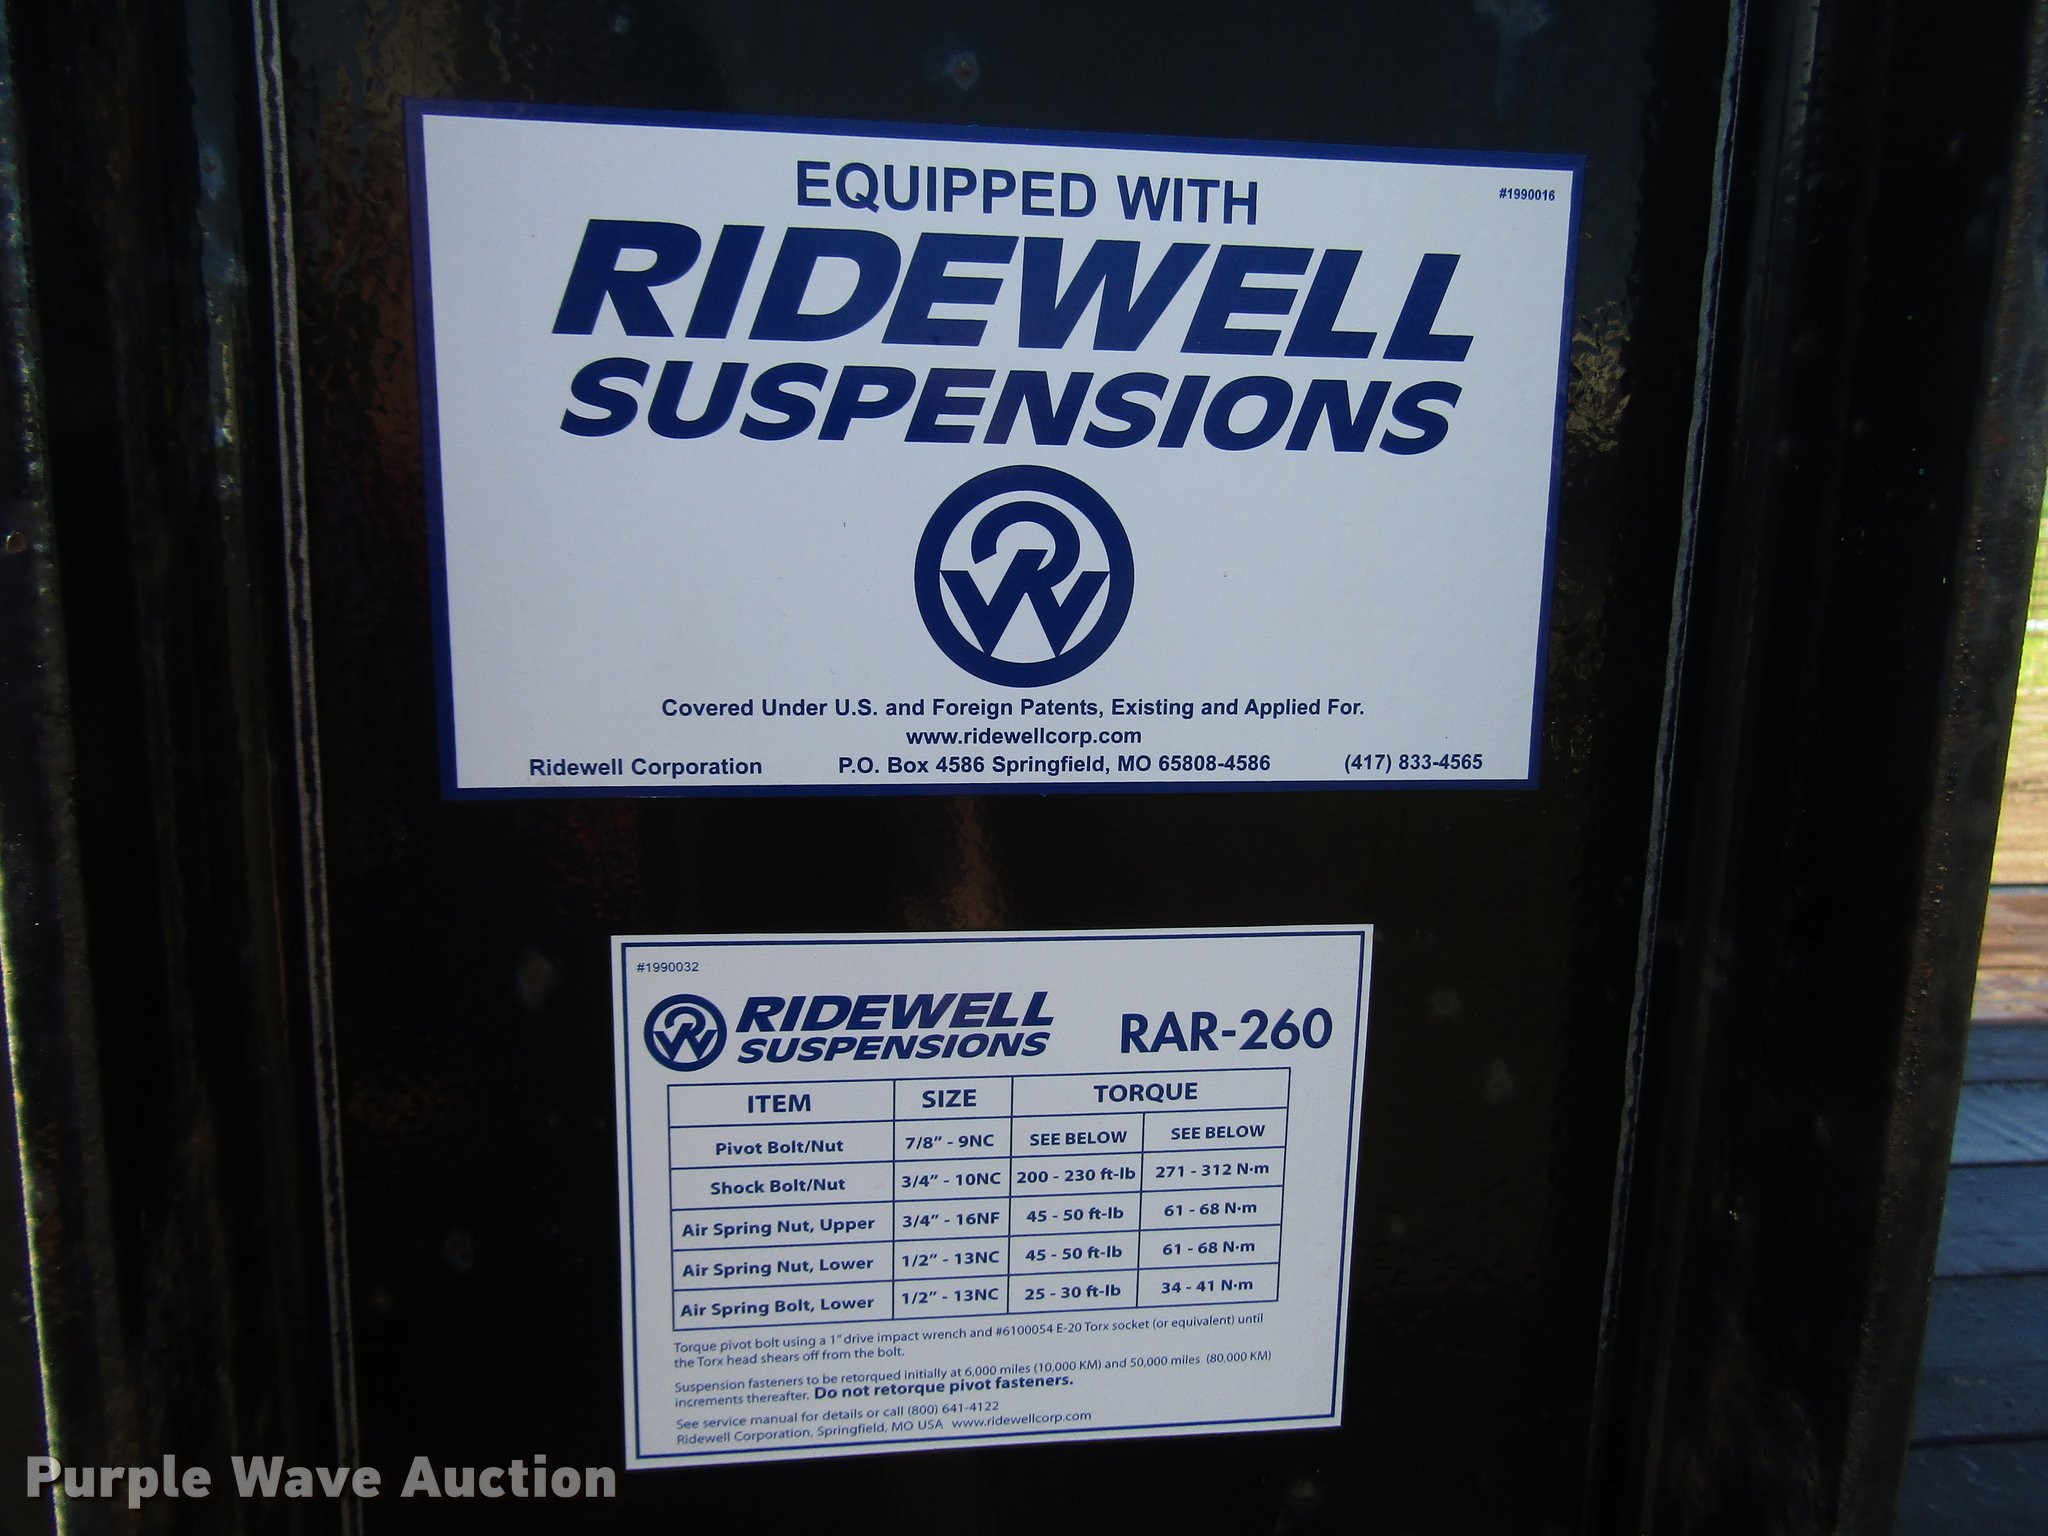 EQUIPPED WITH
#1990016
RIDEWELL
SUSPENSIONS
RW
Covered Under U.S. and Foreign Patents, Existing and Applied For.
www.ridewellcorp.com
Ridewell Corporation P.O. Box 4586 Springfield, MO 65808-4586 (417) 833-4565
#1990032
RW RIDEWELL
SUSPENSIONS
RAR-260
ITEM SIZE TORQUE
Pivot Bolt/Nut 7/8” - 9NC SEE BELOW SEE BELOW
Shock Bolt/Nut 3/4” - 10NC 200 - 230 ft-lb 271 - 312 N·m
Air Spring Nut, Upper 3/4” - 16NF 45 - 50 ft-lb 61 - 68 N·m
Air Spring Nut, Lower 1/2” - 13NC 45 - 50 ft-lb 61 - 68 N·m
Air Spring Bolt, Lower 1/2” - 13NC 25 - 30 ft-lb 34 - 41 N·m
Torque pivot bolt using a 1” drive impact wrench and #6100054 E-20 Torx socket (or equivalent) until
the Torx head shears off from the bolt.
Suspension fasteners to be retorqued initially at 6,000 miles (10,000 KM) and 50,000 miles (80,000 KM)
increments thereafter. Do not retorque pivot fasteners.
See service manual for details or call (800) 641-4122
Ridewell Corporation, Springfield, MO USA www.ridewellcorp.com
Purple Wave Auction